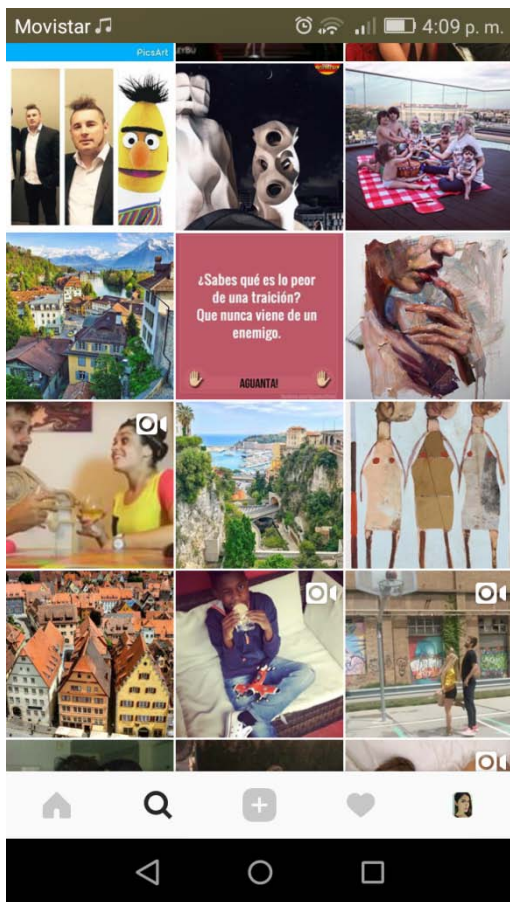 Movistar
4:09 p. m.
PicsArt
¿Sabes qué es lo peor
de una traición?
Que nunca viene de un
enemigo.
AGUANTA!